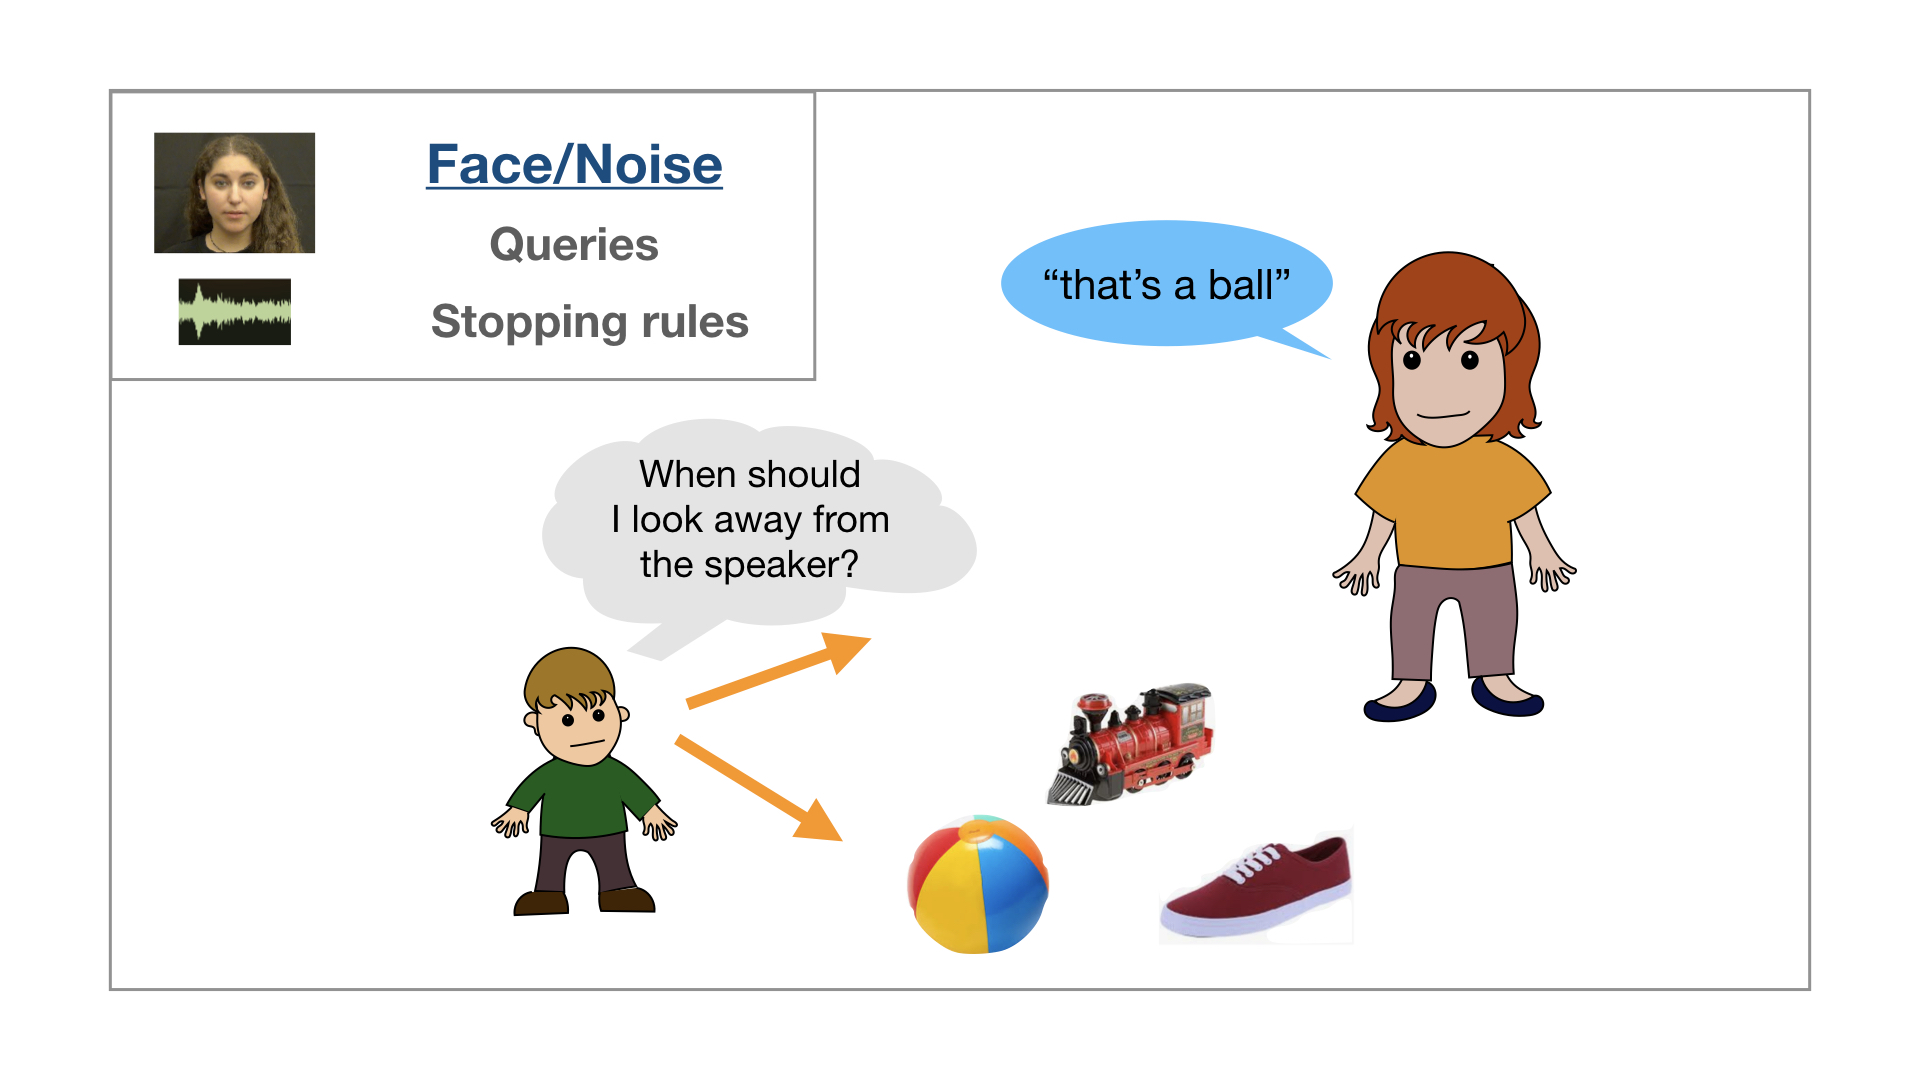 Face/Noise
Queries
Stopping rules
“that’s a ball”
When should
I look away from
the speaker?